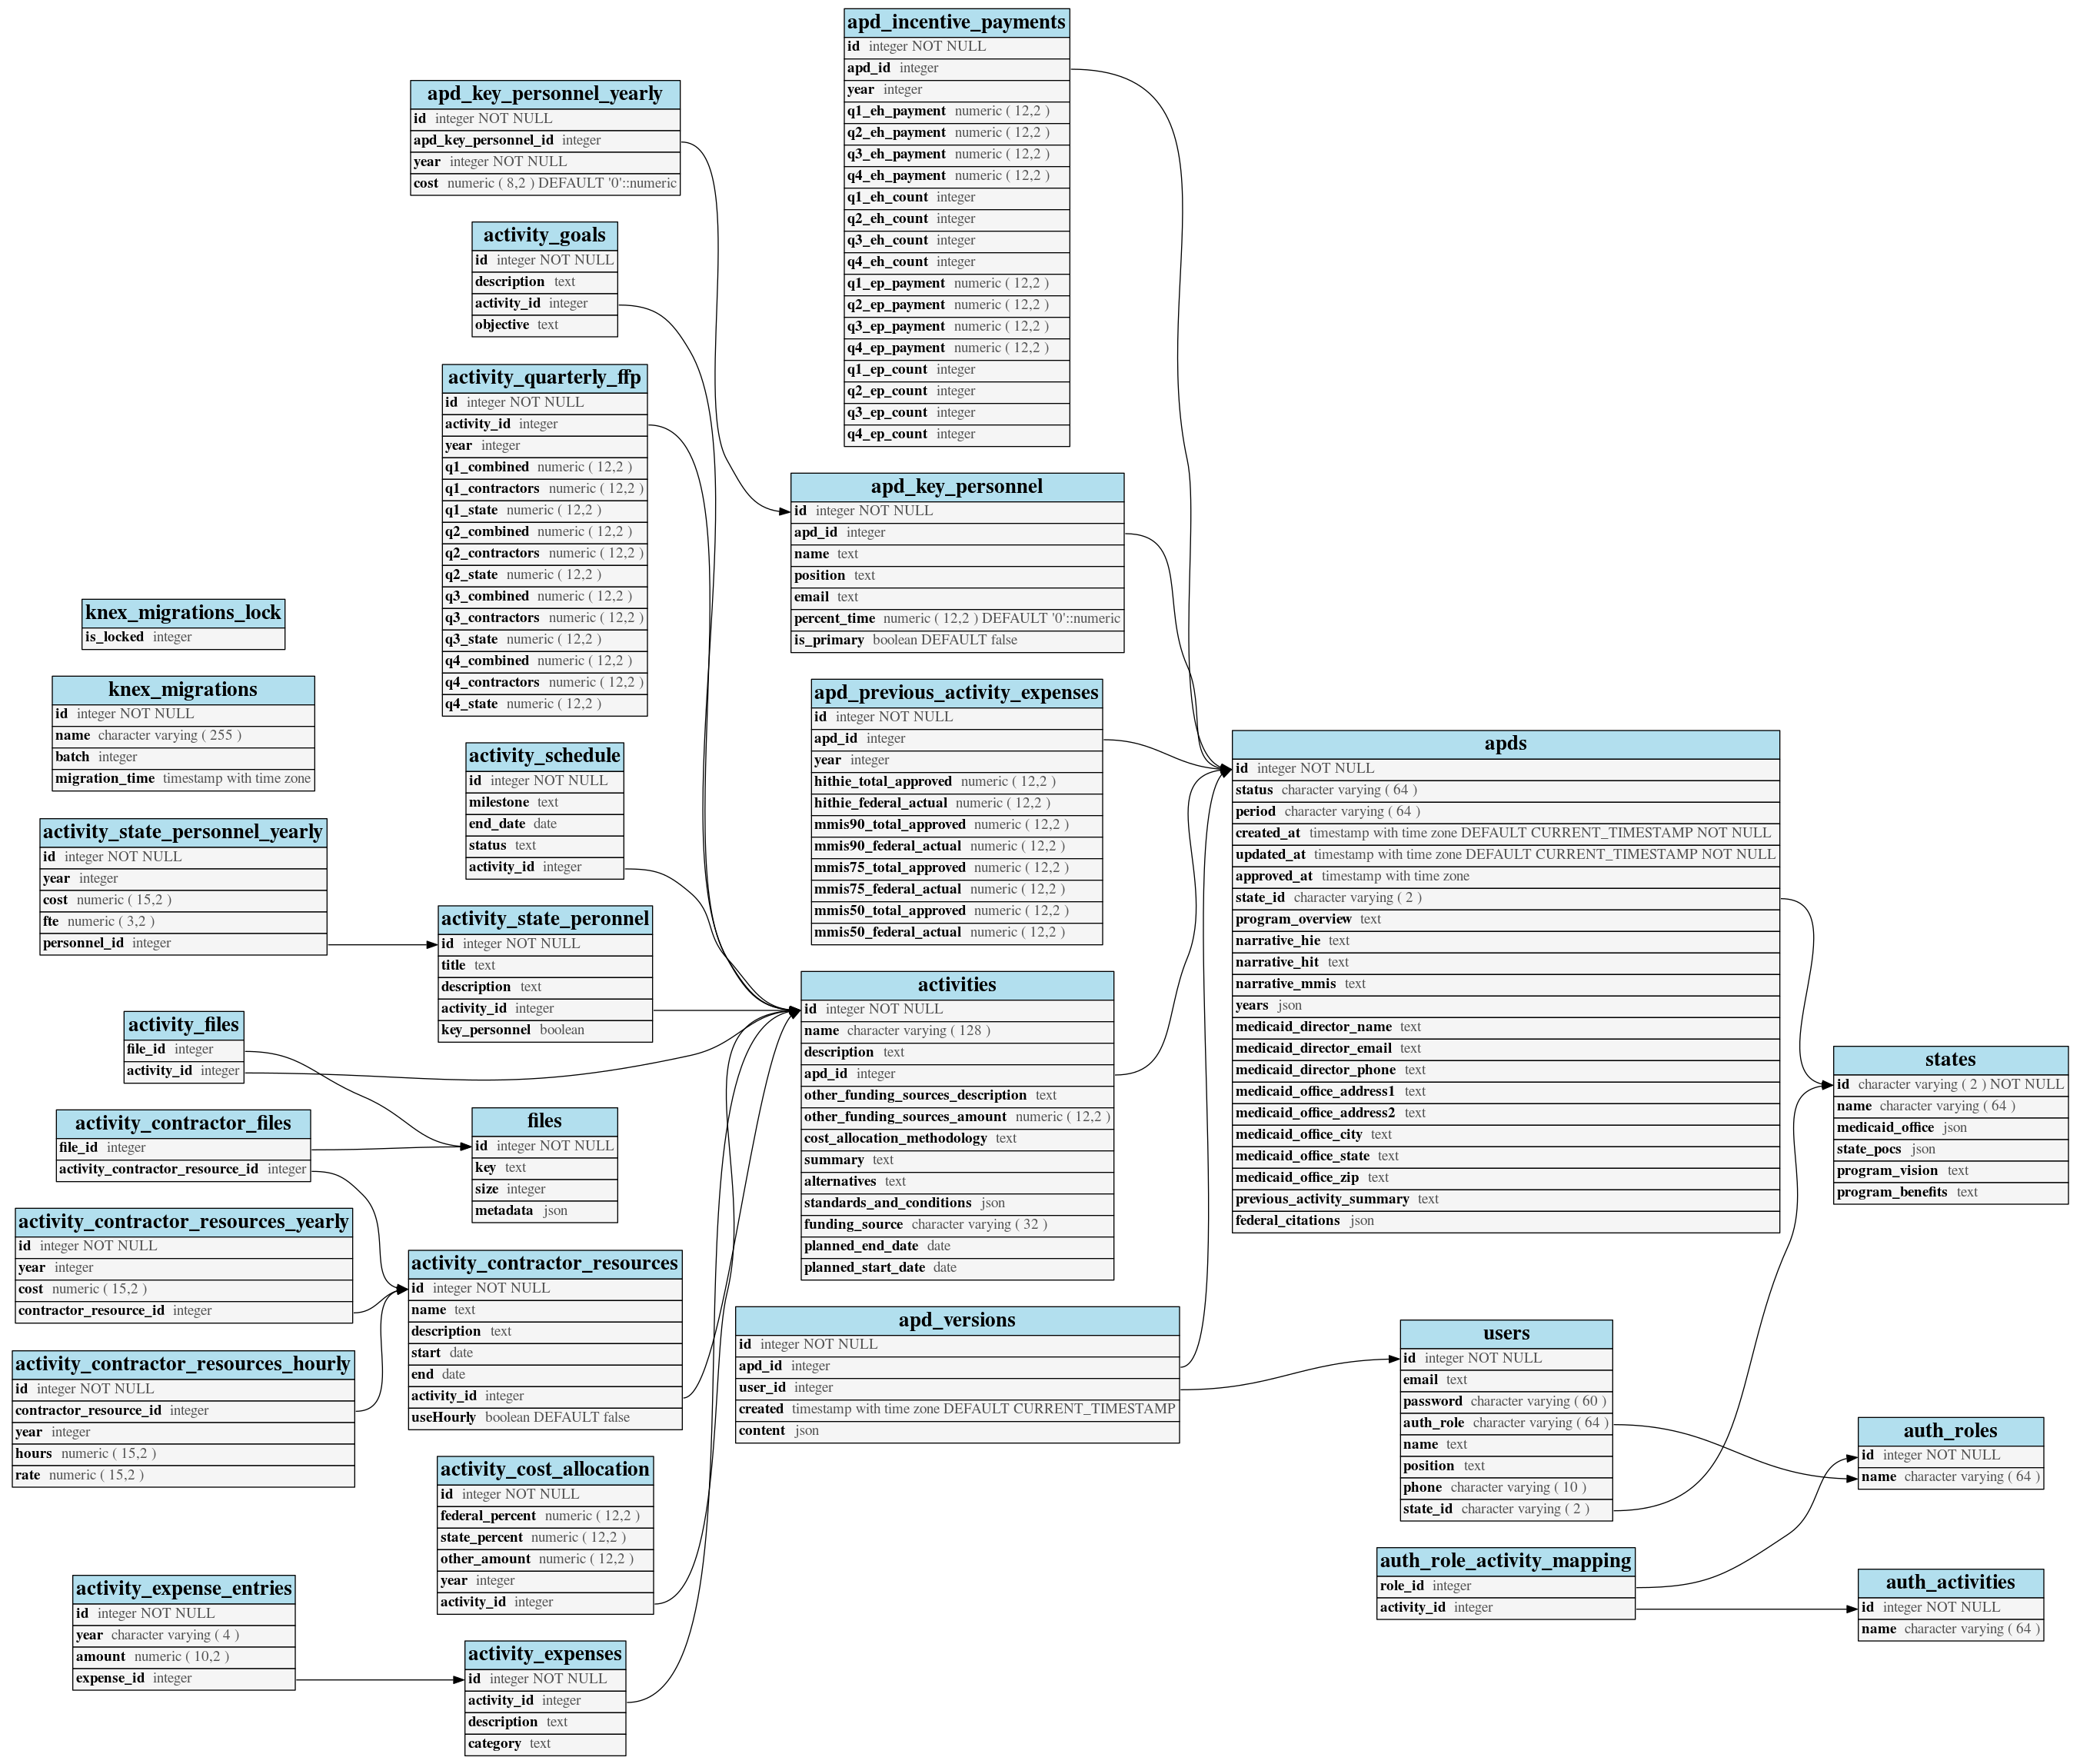 apd_incentive_payments
id integer NOT NULL
apd_id integer
year integer
q1_eh_payment numeric ( 12,2 )
q2_eh_payment numeric ( 12,2 )
q3_eh_payment numeric ( 12,2 )
q4_eh_payment numeric ( 12,2 )
q1_eh_count integer
q2_eh_count integer
q3_eh_count integer
q4_eh_count integer
q1_ep_payment numeric ( 12,2 )
q2_ep_payment numeric ( 12,2 )
q3_ep_payment numeric ( 12,2 )
q4_ep_payment numeric ( 12,2 )
q1_ep_count integer
q2_ep_count integer
q3_ep_count integer
q4_ep_count integer
apd_key_personnel_yearly
id integer NOT NULL
apd_key_personnel_id integer
year integer NOT NULL
cost numeric ( 8,2 ) DEFAULT '0'::numeric
activity_goals
id integer NOT NULL
description text
activity_id integer
objective text
activity_quarterly_ffp
id integer NOT NULL
activity_id integer
year integer
q1_combined numeric ( 12,2 )
q1_contractors numeric ( 12,2 )
q1_state numeric ( 12,2 )
q2_combined numeric ( 12,2 )
q2_contractors numeric ( 12,2 )
q2_state numeric ( 12,2 )
q3_combined numeric ( 12,2 )
q3_contractors numeric ( 12,2 )
q3_state numeric ( 12,2 )
q4_combined numeric ( 12,2 )
q4_contractors numeric ( 12,2 )
q4_state numeric ( 12,2 )
apd_key_personnel
id integer NOT NULL
apd_id integer
name text
position text
email text
percent_time numeric ( 12,2 ) DEFAULT '0'::numeric
is_primary boolean DEFAULT false
knex_migrations_lock
is_locked integer
knex_migrations
id integer NOT NULL
name character varying ( 255 )
batch integer
migration_time timestamp with time zone
apd_previous_activity_expenses
id integer NOT NULL
apd_id integer
year integer
hithie_total_approved numeric ( 12,2 )
hithie_federal_actual numeric ( 12,2 )
mmis90_total_approved numeric ( 12,2 )
mmis90_federal_actual numeric ( 12,2 )
mmis75_total_approved numeric ( 12,2 )
mmis75_federal_actual numeric ( 12,2 )
mmis50_total_approved numeric ( 12,2 )
mmis50_federal_actual numeric ( 12,2 )
apds
id integer NOT NULL
status character varying ( 64 )
period character varying ( 64 )
created_at timestamp with time zone DEFAULT CURRENT_TIMESTAMP NOT NULL
updated_at timestamp with time zone DEFAULT CURRENT_TIMESTAMP NOT NULL
approved_at timestamp with time zone
state_id character varying ( 2 )
program_overview text
narrative_hie text
narrative_hit text
narrative_mmis text
years json
medicaid_director_name text
medicaid_director_email text
medicaid_director_phone text
medicaid_office_address1 text
medicaid_office_address2 text
medicaid_office_city text
medicaid_office_state text
medicaid_office_zip text
previous_activity_summary text
federal_citations json
activity_schedule
id integer NOT NULL
milestone text
end_date date
status text
activity_id integer
activity_state_personnel_yearly
id integer NOT NULL
year integer
cost numeric ( 15,2 )
fte numeric ( 3,2 )
personnel_id integer
activity_state_peronnel
id integer NOT NULL
title text
description text
activity_id integer
key_personnel boolean
activities
id integer NOT NULL
name character varying ( 128 )
description text
apd_id integer
other_funding_sources_description text
other_funding_sources_amount numeric ( 12,2 )
cost_allocation_methodology text
summary text
alternatives text
standards_and_conditions json
funding_source character varying ( 32 )
planned_end_date date
planned_start_date date
activity_files
file_id integer
activity_id integer
states
id character varying ( 2 ) NOT NULL
name character varying ( 64 )
medicaid_office json
state_pocs json
program_vision text
program_benefits text
activity_contractor_files
file_id integer
activity_contractor_resource_id integer
files
id integer NOT NULL
key text
size integer
metadata json
activity_contractor_resources_yearly
id integer NOT NULL
year integer
cost numeric ( 15,2 )
contractor_resource_id integer
activity_contractor_resources
id integer NOT NULL
name text
description text
start date
end date
activity_id integer
useHourly boolean DEFAULT false
apd_versions
id integer NOT NULL
apd_id integer
user_id integer
created timestamp with time zone DEFAULT CURRENT_TIMESTAMP
content json
users
id integer NOT NULL
email text
password character varying ( 60 )
auth_role character varying ( 64 )
name text
position text
phone character varying ( 10 )
state_id character varying ( 2 )
activity_contractor_resources_hourly
id integer NOT NULL
contractor_resource_id integer
year integer
hours numeric ( 15,2 )
rate numeric ( 15,2 )
auth_roles
id integer NOT NULL
name character varying ( 64 )
activity_cost_allocation
id integer NOT NULL
federal_percent numeric ( 12,2 )
state_percent numeric ( 12,2 )
other_amount numeric ( 12,2 )
year integer
activity_id integer
auth_role_activity_mapping
role_id integer
activity_id integer
auth_activities
id integer NOT NULL
name character varying ( 64 )
activity_expense_entries
id integer NOT NULL
year character varying ( 4 )
amount numeric ( 10,2 )
expense_id integer
activity_expenses
id integer NOT NULL
activity_id integer
description text
category text